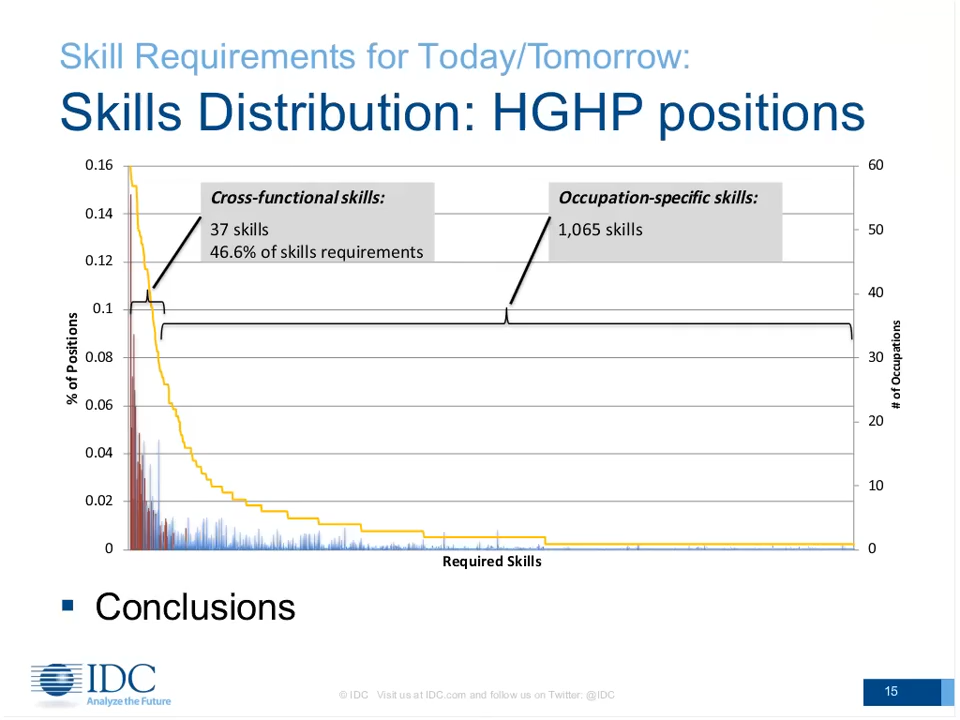 Skill Requirements for Today/Tomorrow:
Skills Distribution: HGHP positions
0.16
0.14
0.12
0.1
0.08
0.06
0.04
0.02
0
% of Positions
Cross-functional skills:
37 skills
46.6% of skills requirements
Occupation-specific skills:
1,065 skills
60
50
40
30
20
10
0
# of Occupations
Required Skills
Conclusions
IDC
Analyze the Future
© IDC Visit us at IDC.com and follow us on Twitter: @IDC
15